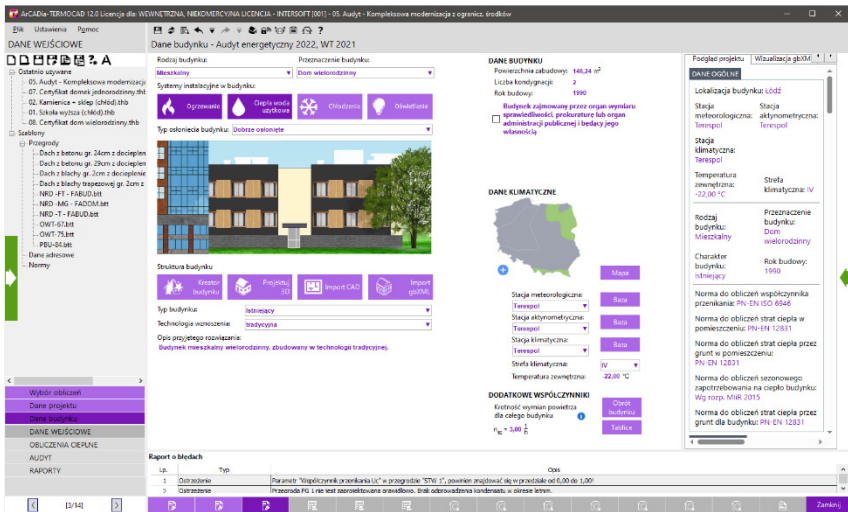 ArCADia-TERMOCAD 12.0 Licencja dla: WEWNĘTRZNA, NIEKOMERCYJNA LICENCJA - INTERSOFT [001] - 05. Audyt - Kompleksowa modernizacja z ogranicz. środków
Plik Ustawienia Pomoc
DANE WEJŚCIOWE
Dane budynku - Audyt energetyczny 2022, WT 2021
Ostatnio używane
05. Audyt - Kompleksowa modernizacj
07. Certyfikat domek jednorodzinny.thb
02. Kamienica + sklep (chłód).thb
01. Szkoła wyższa (chłód).thb
08. Certyfikat dom wielorodzinny.thb
Szablony
Przegrody
Dach z betonu gr. 24cm z docieplen
Dach z betonu gr. 29cm z docieplen
Dach z blachy gr. 2cm z docieplenie
Dach z blachy trapezowej gr. 2cm z
NRD -FT - FABUD.btt
NRD -MG - FADOM.btt
NRD -T - FABUD.btt
OWT-67.btt
OWT-75.btt
PBU-84.btt
Dane adresowe
Normy
Wybór obliczeń
Dane projektu
Dane budynku
DANE WEJŚCIOWE
OBLICZENIA CIEPLNE
AUDYT
RAPORTY
[3/14]
Rodzaj budynku: Przeznaczenie budynku:
Mieszkalny Dom wielorodzinny
Systemy instalacyjne w budynku:
Ogrzewanie
Ciepła woda
użytkowa
Chłodzenie
Oświetlenie
Typ osłonięcia budynku: Dobrze osłonięte
Struktura budynku
Kreator
budynku
Projektuj
3D
Import CAD
Import
gbXML
Typ budynku: Istniejący
Technologia wznoszenia: tradycyjna
Opis przyjętego rozwiązania:
Budynek mieszkalny wielorodzinny, zbudowany w technologii tradycyjnej.
DANE BUDYNKU
Powierzchnia zabudowy: 148,24 m²
Liczba kondygnacji: 2
Rok budowy: 1990
Budynek zajmowany przez organ wymiaru
sprawiedliwości, prokuraturę lub organ
administracji publicznej i będący jego
własnością
DANE KLIMATYCZNE
Mapa
Stacja meteorologiczna:
Terespol Baza
Stacja aktynometryczna:
Terespol Baza
Stacja klimatyczna:
Terespol Baza
Strefa klimatyczna: IV
Temperatura zewnętrzna: -22,00 °C
DODATKOWE WSPÓŁCZYNNIKI
Krotność wymian powietrza
dla całego budynku
n50 = 3,00 1/h
Obrót
budynku
Tablice
Podgląd projektu Wizualizacja gbXM
DANE OGÓLNE
Lokalizacja budynku: Łódź
Stacja
meteorologiczna:
Terespol
Stacja
aktynometryczna:
Terespol
Stacja
klimatyczna:
Terespol
Temperatura
zewnętrzna:
-22,00 °C
Strefa
klimatyczna: IV
Rodzaj
budynku:
Mieszkalny
Przeznaczenie
budynku:
Dom
wielorodzinny
Charakter
budynku:
Istniejący
Rok budowy:
1990
Norma do obliczeń współczynnika
przenikania: PN-EN ISO 6946
Norma do obliczeń strat ciepła w
pomieszczeniu: PN-EN 12831
Norma do obliczeń strat ciepła przez
grunt w pomieszczeniu:
PN-EN 12831
Norma do obliczeń sezonowego
zapotrzebowania na ciepło budynku:
Wg rozp. MIiR 2015
Norma do obliczeń strat ciepła przez
grunt dla budynku: PN-EN 12831
Raport o błędach
Lp. Typ Opis
1 Ostrzeżenie Parametr "Współczynnik przenikania Uc" w przegrodzie "STW 1", powinien znajdować się w przedziale od 0,00 do 1,00!
2 Ostrzeżenie Przegroda PG 1 nie jest zaprojektowana prawidłowo. Brak odprowadzenia kondensatu w okresie letnim.
Zamknij